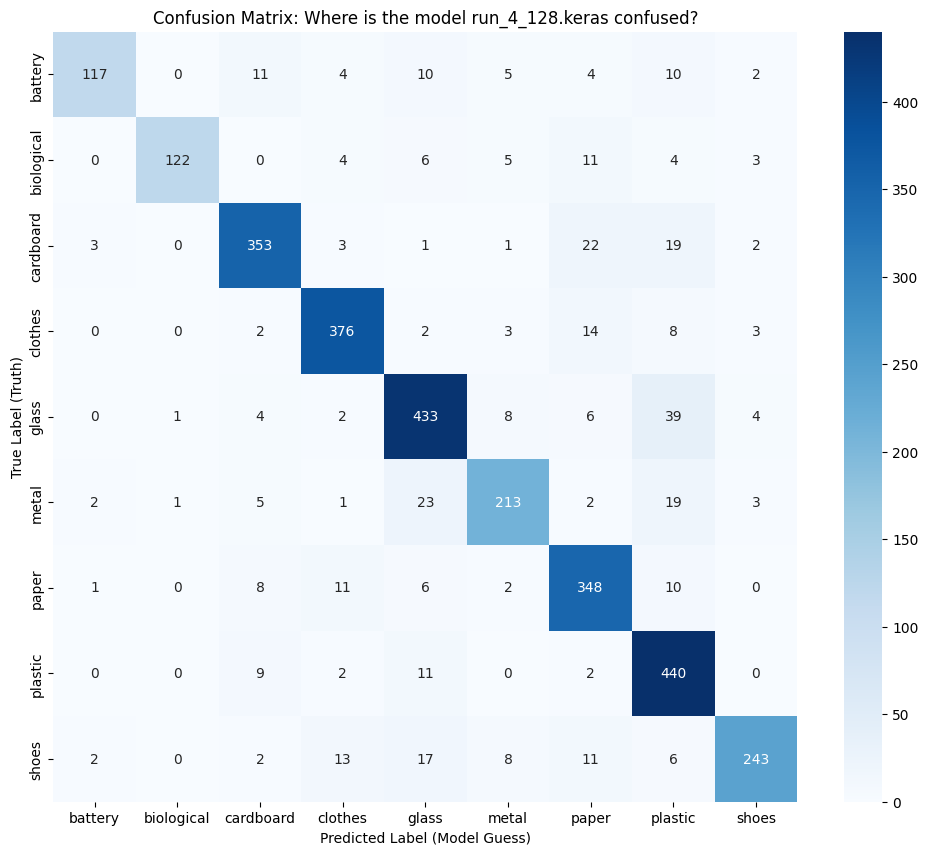 Confusion Matrix: Where is the model run_4_128.keras confused?
True Label (Truth)
battery 117 0 11 4 10 5 4 10 2
biological 0 122 0 4 6 5 11 4 3
cardboard 3 0 353 3 1 1 22 19 2
clothes 0 0 2 376 2 3 14 8 3
glass 0 1 4 2 433 8 6 39 4
metal 2 1 5 1 23 213 2 19 3
paper 1 0 8 11 6 2 348 10 0
plastic 0 0 9 2 11 0 2 440 0
shoes 2 0 2 13 17 8 11 6 243
battery biological cardboard clothes glass metal paper plastic shoes
Predicted Label (Model Guess)
400
350
300
250
200
150
100
50
0